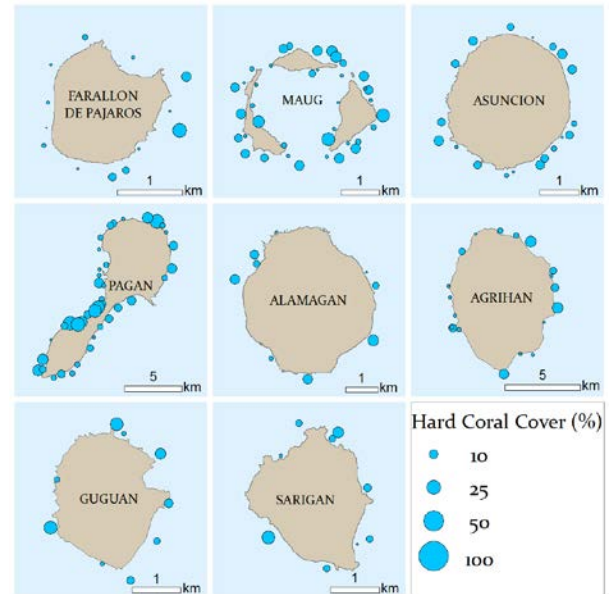 FARALLON
DE PAJAROS
1
km
MAUG
1
km
ASUNCION
1
km
PAGAN
5
km
ALAMAGAN
1
km
AGRIHAN
5
km
GUGUAN
1
km
SARIGAN
1
km
Hard Coral Cover (%)
10
25
50
100